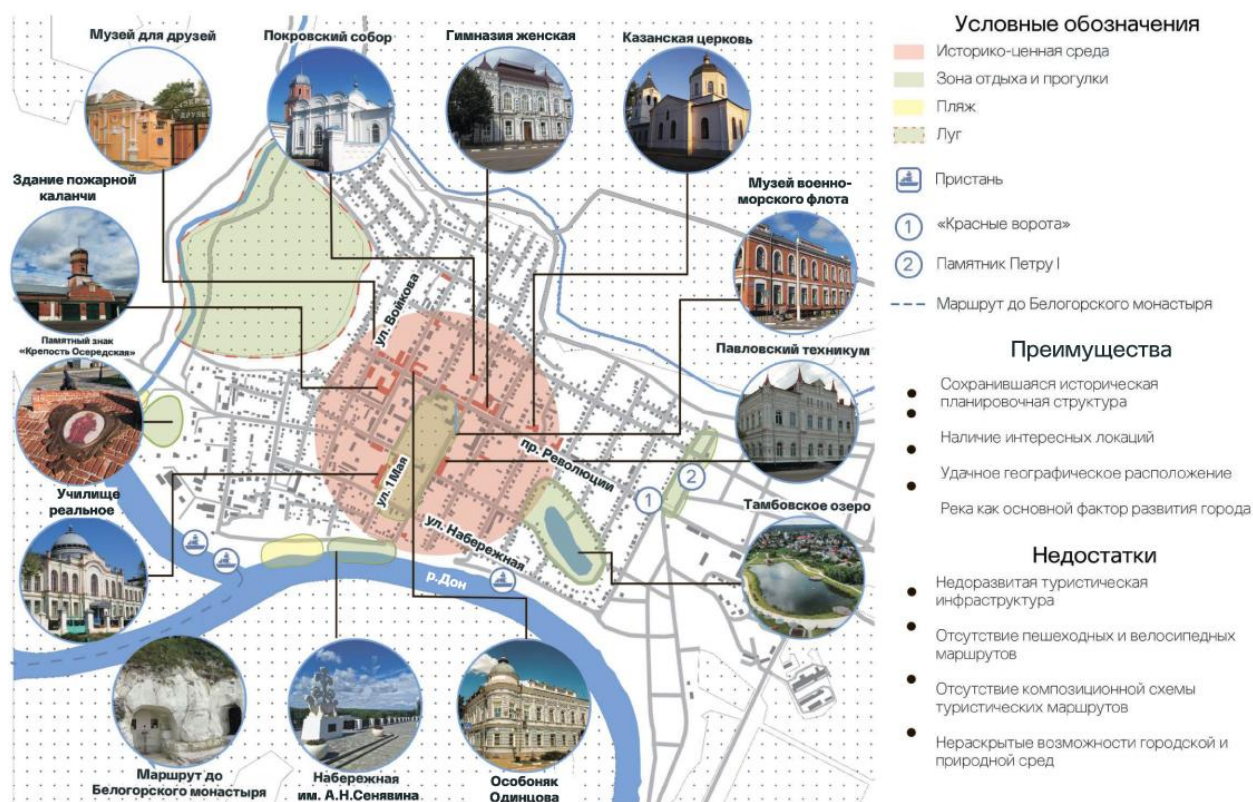 Музей для друзей
Покровский собор
Гимназия женская
Казанская церковь
Здание пожарной
каланчи
Музей военно-
морского флота
Памятный знак
«Крепость Осередская»
Павловский техникум
Училище
реальное
Тамбовское озеро
ул. Войкова
ул. 1 Мая
пр. Революции
ул. Набережная
р.Дон
1
2
Маршрут до
Белогорского монастыря
Набережная
им. А.Н.Сенявина
Особоняк
Одинцова
Условные обозначения
Историко-ценная среда
Зона отдыха и прогулки
Пляж
Луг
Пристань
1 «Красные ворота»
2 Памятник Петру I
Маршрут до Белогорского монастыря
Преимущества
Сохранившаяся историческая
планировочная структура
Наличие интересных локаций
Удачное географическое расположение
Река как основной фактор развития города
Недостатки
Недоразвитая туристическая
инфраструктура
Отсутствие пешеходных и велосипедных
маршрутов
Отсутствие композиционной схемы
туристических маршрутов
Нераскрытые возможности городской и
природной сред